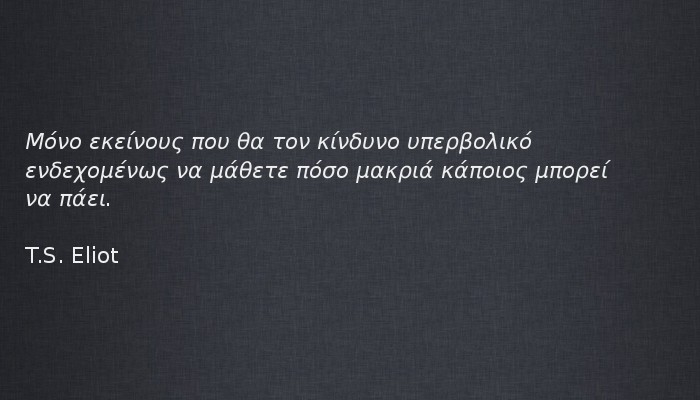 Μόνο εκείνους που θα τον κίνδυνο υπερβολικό
ενδεχομένως να μάθετε πόσο μακριά κάποιος μπορεί
να πάει.
T.S. Eliot